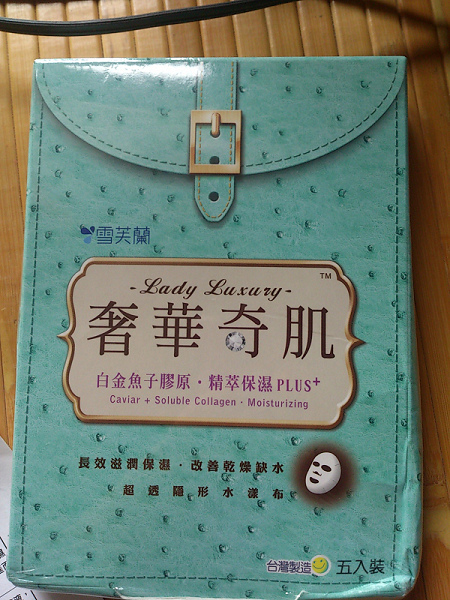 雪芙蘭
-Lady Luxury-
TM
奢華奇肌
白金魚子膠原・精萃保濕PLUS+
Caviar + Soluble Collagen · Moisturizing
長效滋潤保濕・改善乾燥缺水
超透隱形水漾布
台灣製造 五入裝